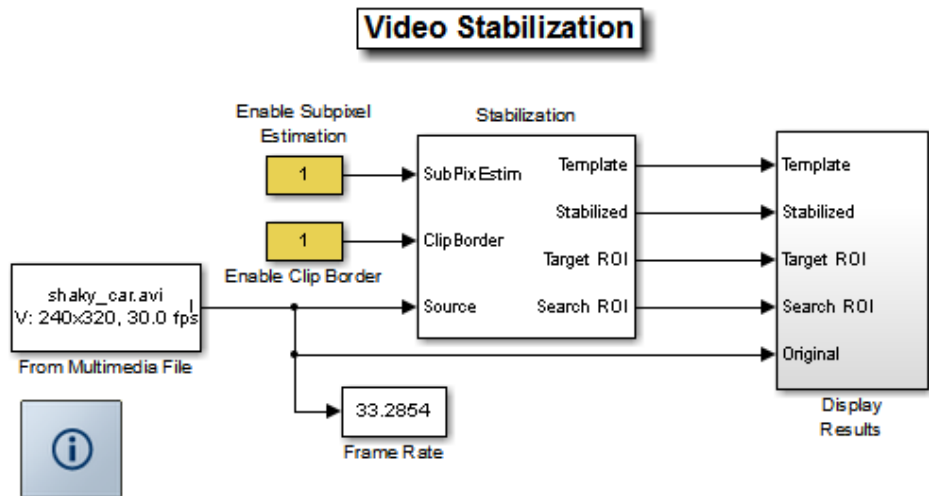 Video Stabilization
Enable Subpixel
Estimation
1
Stabilization
SubPixEstim
ClipBorder
Source
Template
Stabilized
Target ROI
Search ROI
1
Enable Clip Border
Template
Stabilized
Target ROI
Search ROI
Original
shaky_car.avi
V: 240x320, 30.0 fps
I
From Multimedia File
33.2854
Frame Rate
Display
Results
i